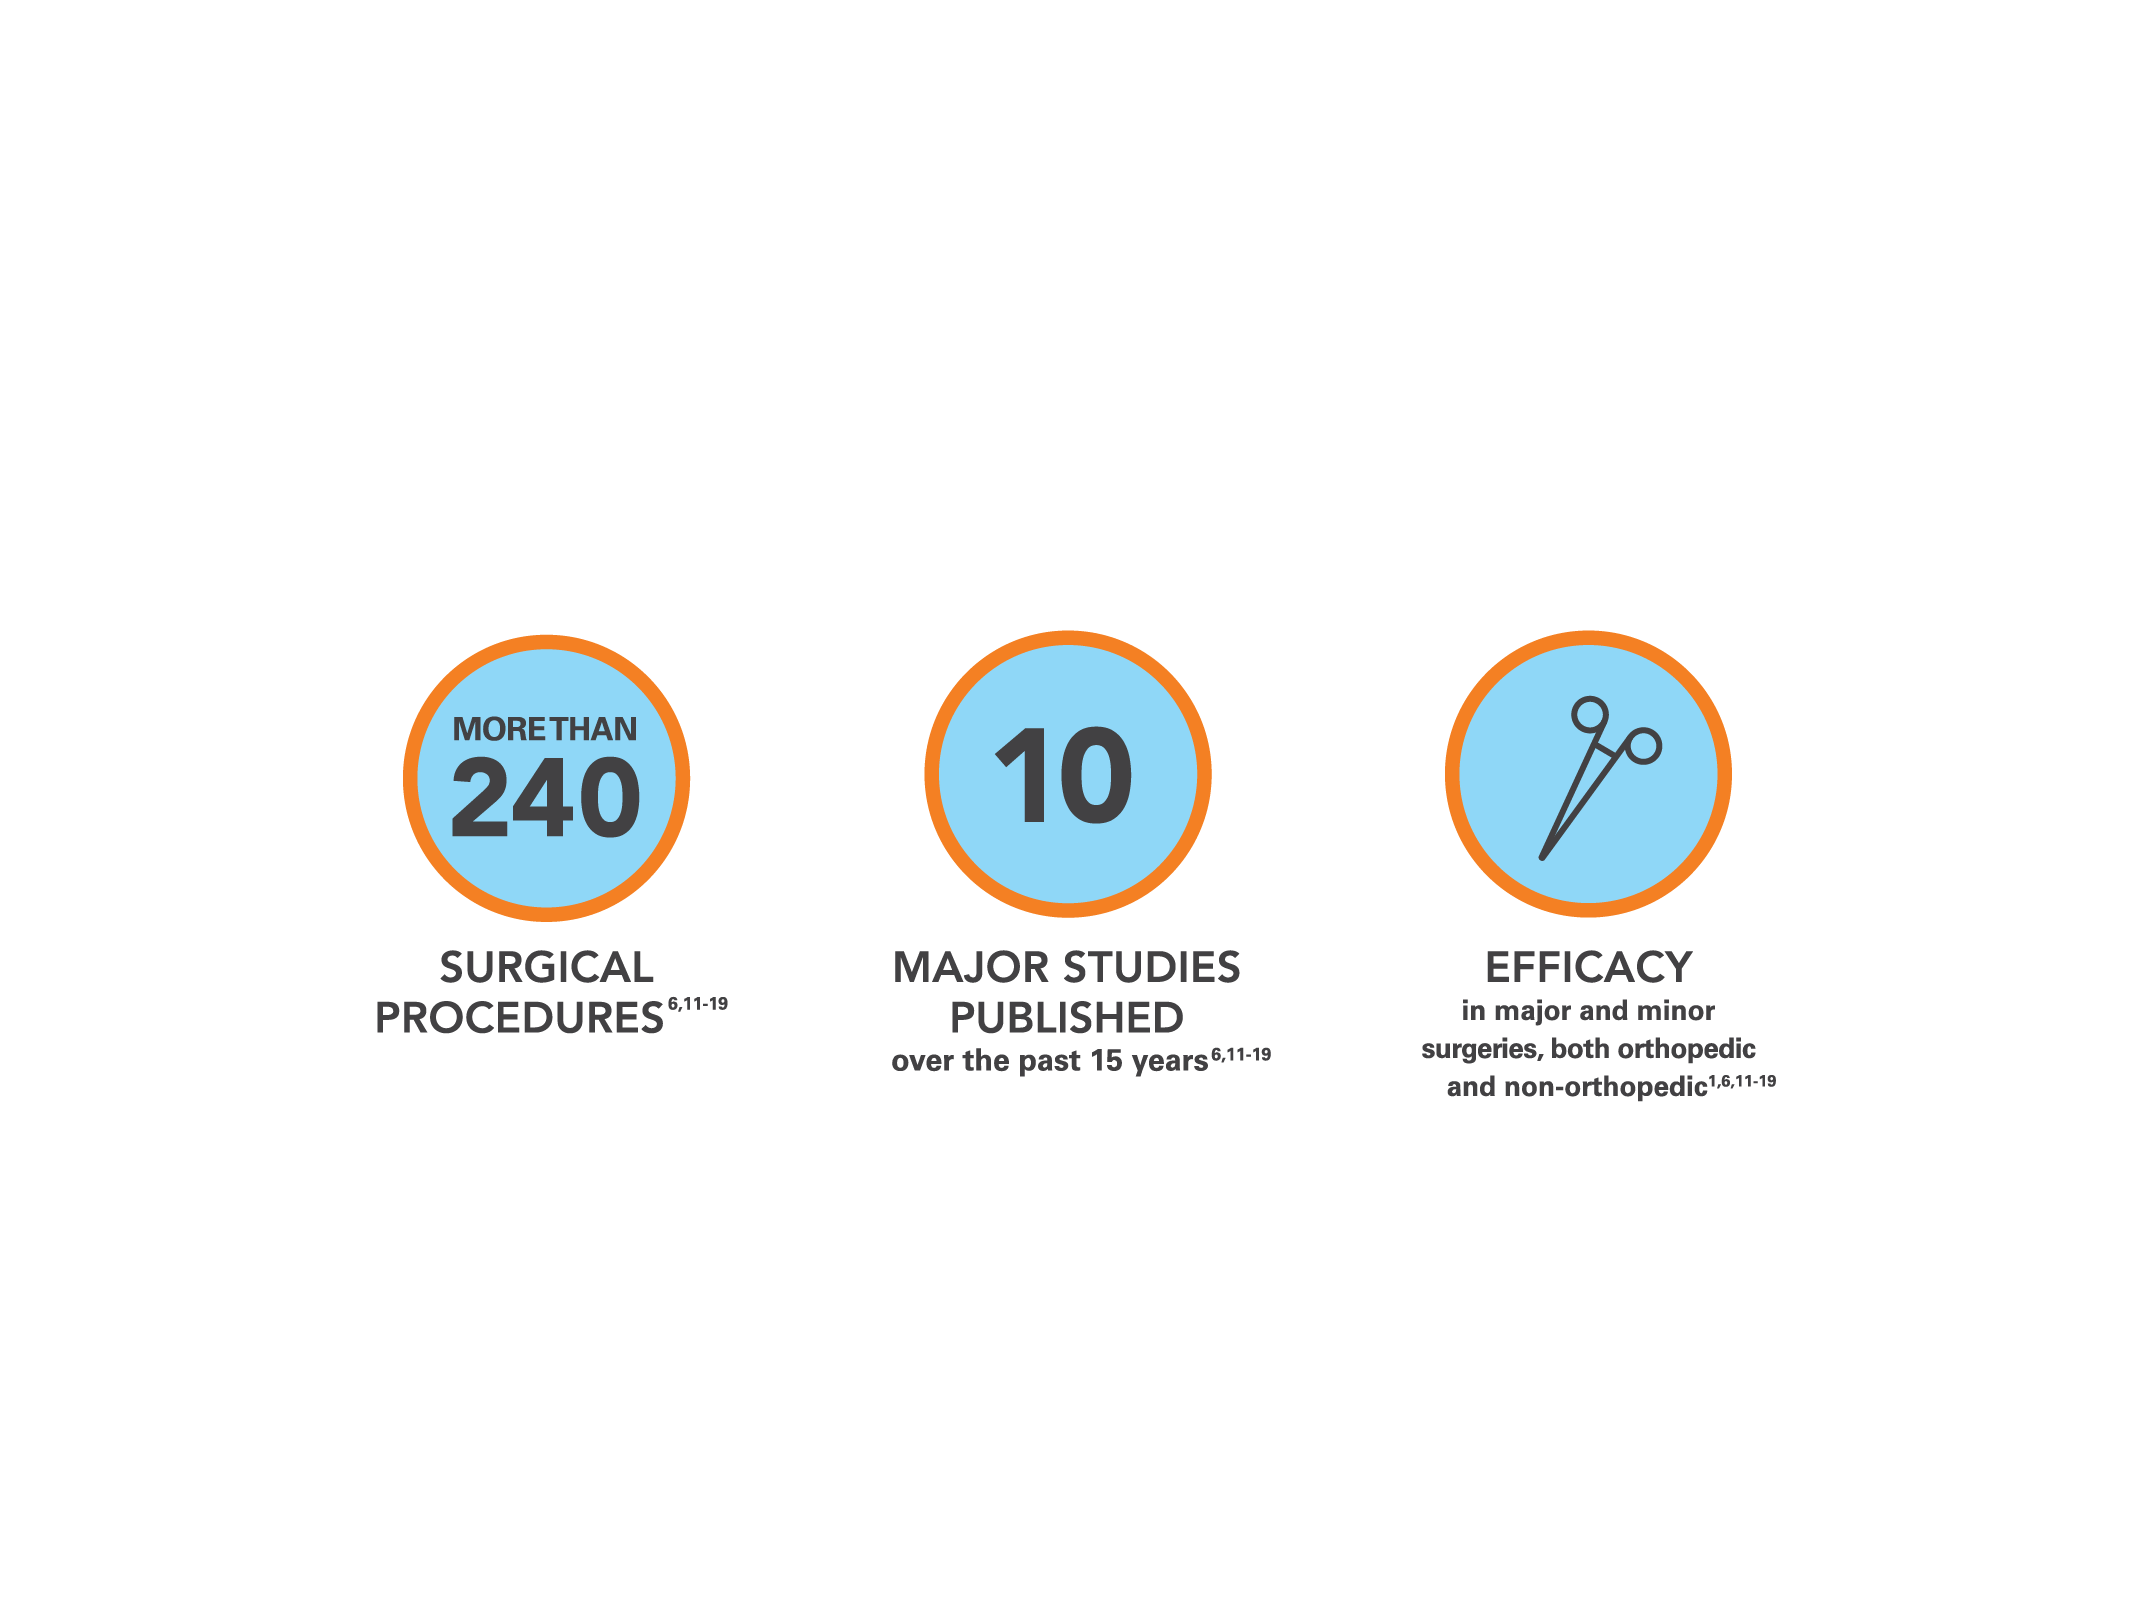 MORE THAN
240
SURGICAL
PROCEDURES 6,11-19
10
MAJOR STUDIES
PUBLISHED
over the past 15 years 6,11-19
EFFICACY
in major and minor
surgeries, both orthopedic
and non-orthopedic 1,6,11-19